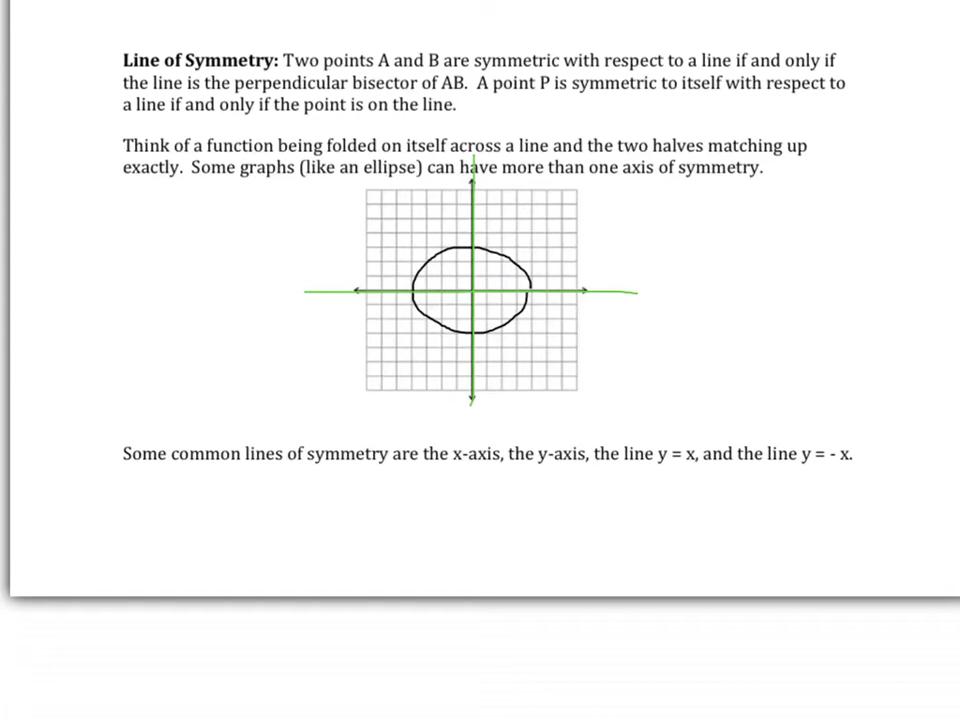 Line of Symmetry: Two points A and B are symmetric with respect to a line if and only if
the line is the perpendicular bisector of AB. A point P is symmetric to itself with respect to
a line if and only if the point is on the line.
Think of a function being folded on itself across a line and the two halves matching up
exactly. Some graphs (like an ellipse) can have more than one axis of symmetry.
Some common lines of symmetry are the x-axis, the y-axis, the line y = x, and the line y = - x.